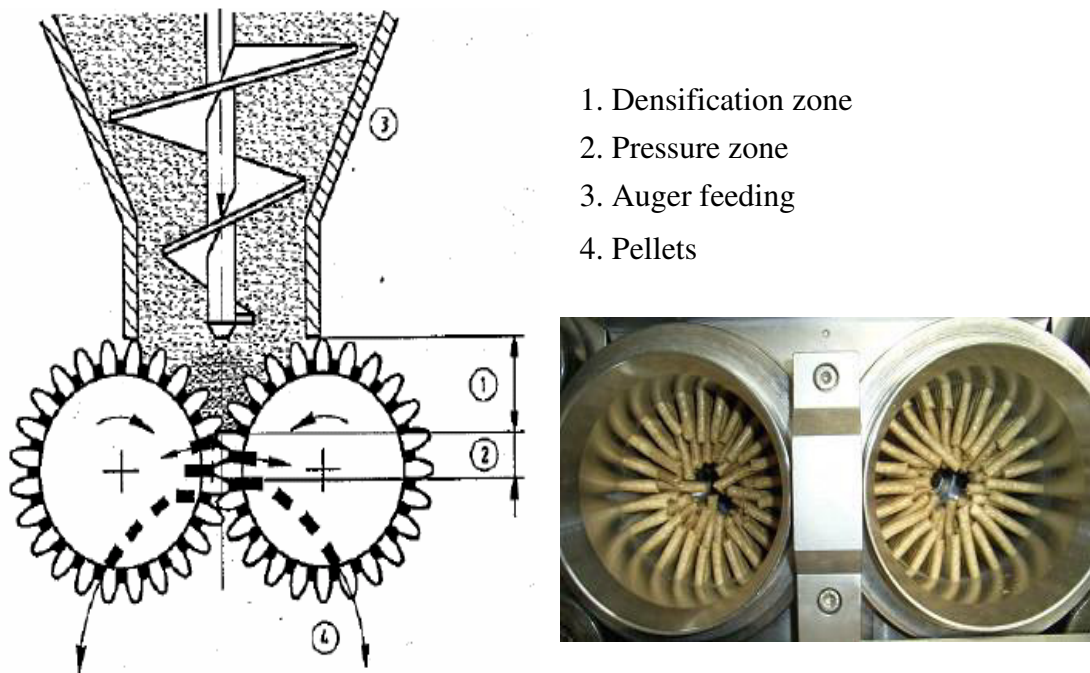 3
1
2
4
1. Densification zone
2. Pressure zone
3. Auger feeding
4. Pellets